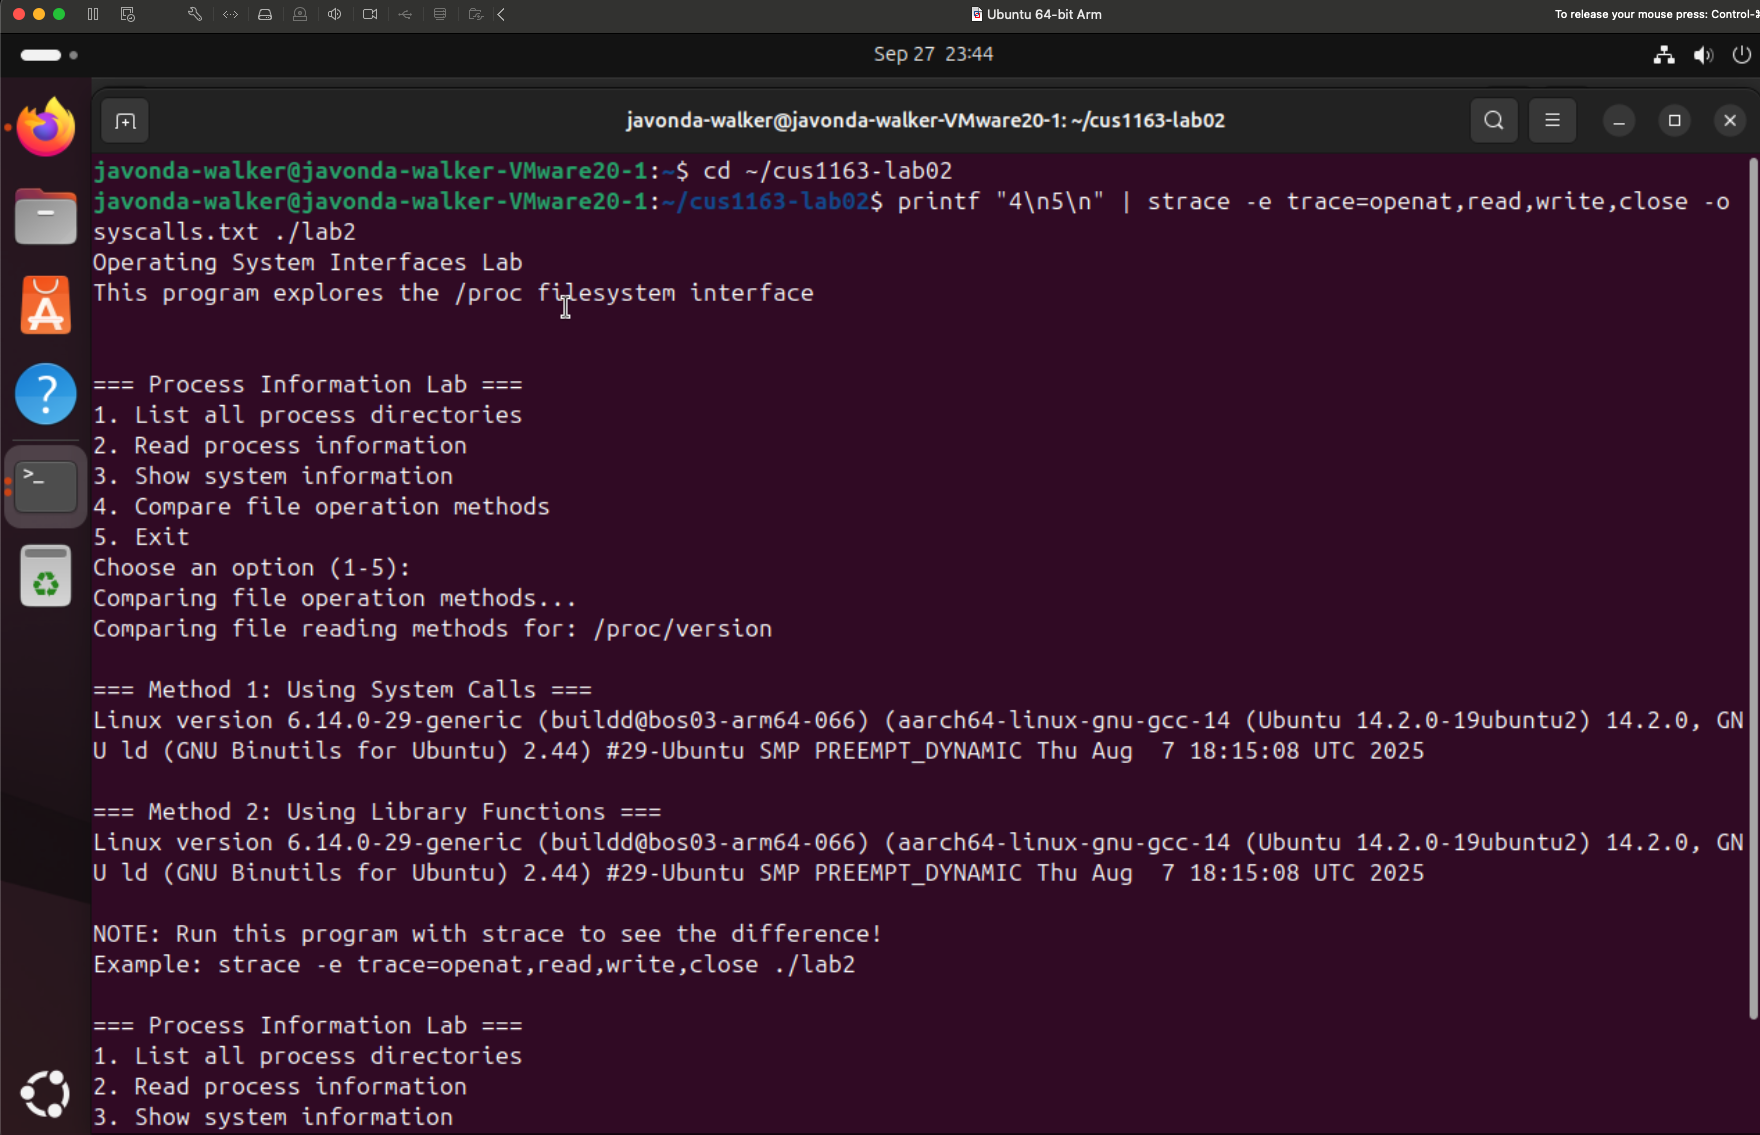 Ubuntu 64-bit Arm
To release your mouse press: Control-
Sep 27 23:44
javonda-walker@javonda-walker-VMware20-1: ~/cus1163-lab02
javonda-walker@javonda-walker-VMware20-1:~$ cd ~/cus1163-lab02
javonda-walker@javonda-walker-VMware20-1:~/cus1163-lab02$ printf "4\n5\n" | strace -e trace=openat,read,write,close -o
syscalls.txt ./lab2
Operating System Interfaces Lab
This program explores the /proc filesystem interface
=== Process Information Lab ===
1. List all process directories
2. Read process information
3. Show system information
4. Compare file operation methods
5. Exit
Choose an option (1-5):
Comparing file operation methods...
Comparing file reading methods for: /proc/version
=== Method 1: Using System Calls ===
Linux version 6.14.0-29-generic (buildd@bos03-arm64-066) (aarch64-linux-gnu-gcc-14 (Ubuntu 14.2.0-19ubuntu2) 14.2.0, GN
U ld (GNU Binutils for Ubuntu) 2.44) #29-Ubuntu SMP PREEMPT_DYNAMIC Thu Aug  7 18:15:08 UTC 2025
=== Method 2: Using Library Functions ===
Linux version 6.14.0-29-generic (buildd@bos03-arm64-066) (aarch64-linux-gnu-gcc-14 (Ubuntu 14.2.0-19ubuntu2) 14.2.0, GN
U ld (GNU Binutils for Ubuntu) 2.44) #29-Ubuntu SMP PREEMPT_DYNAMIC Thu Aug  7 18:15:08 UTC 2025
NOTE: Run this program with strace to see the difference!
Example: strace -e trace=openat,read,write,close ./lab2
=== Process Information Lab ===
1. List all process directories
2. Read process information
3. Show system information